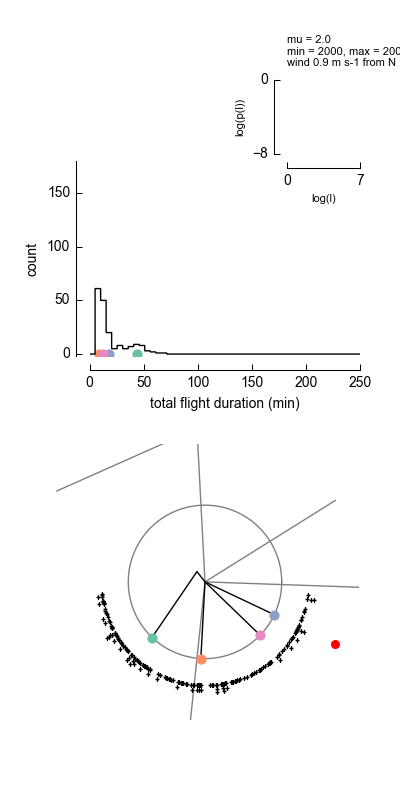 mu = 2.0
min = 2000, max = 200
wind 0.9 m s-1 from N
0
log(p(l))
−8
0 7
log(l)
150
100
50
0
count
0 50 100 150 200 250
total flight duration (min)